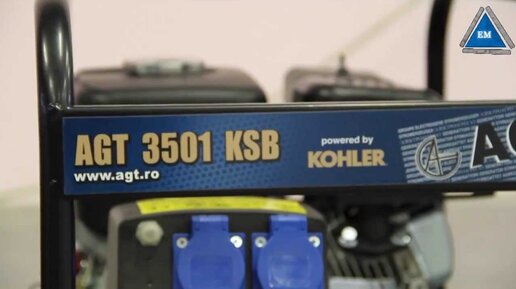 EM
AGT 3501 KSB
www.agt.ro
powered by
KOHLER